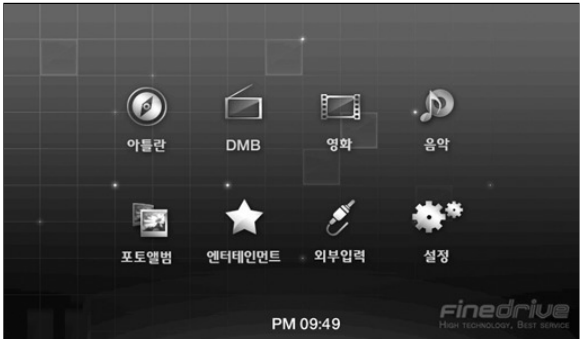 아틀란
DMB
영화
음악
포토앨범
엔터테인먼트
외부입력
설정
PM 09:49
Finedrive
High technology, Best service